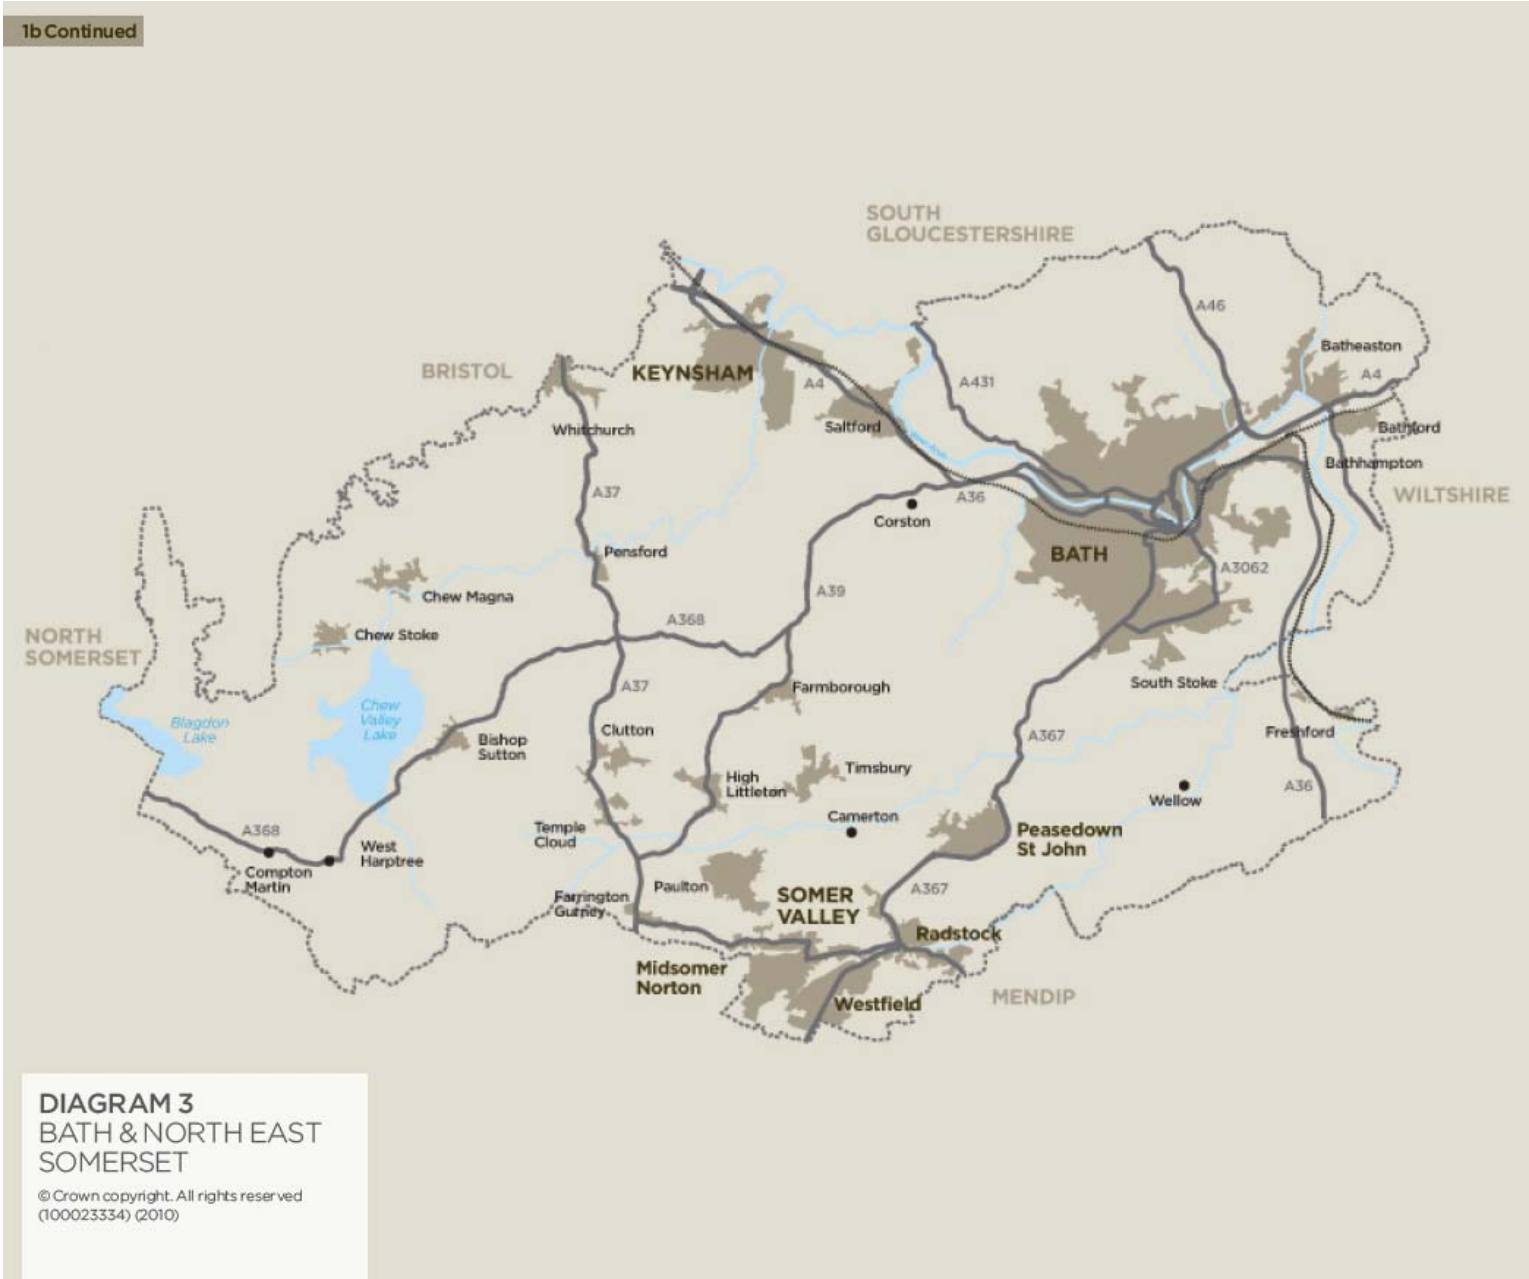 1b Continued
SOUTH
GLOUCESTERSHIRE
A46
Batheaston
BRISTOL
KEYNSHAM
A4
A431
A4
Whitchurch
Saltford
Bathford
River Avon
Bathhampton
A37
A36
WILTSHIRE
Corston
Pensford
BATH
A3062
Chew Magna
A39
A368
NORTH
SOMERSET
Chew Stoke
A37
Farmborough
South Stoke
Chew
Valley
Lake
Blagdon
Lake
Clutton
A367
Freshford
Bishop
Sutton
High
Littleton
Timsbury
A36
Wellow
Camerton
A368
Temple
Cloud
Peasedown
St John
West
Harptree
Compton
Martin
Paulton
A367
Farrington
Gurney
SOMER
VALLEY
Radstock
Midsomer
Norton
MENDIP
Westfield
DIAGRAM 3
BATH & NORTH EAST
SOMERSET
© Crown copyright. All rights reserved
(100023334) (2010)